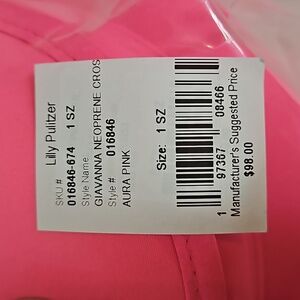 Lilly Pulitzer
SKU #
016846-674 1 SZ
Style Name
GIAVANNA NEOPRENE CROS
Style # 016846
AURA PINK
Size: 1 SZ
1 97367 08466
Manufacturer's Suggested Price
$98.00